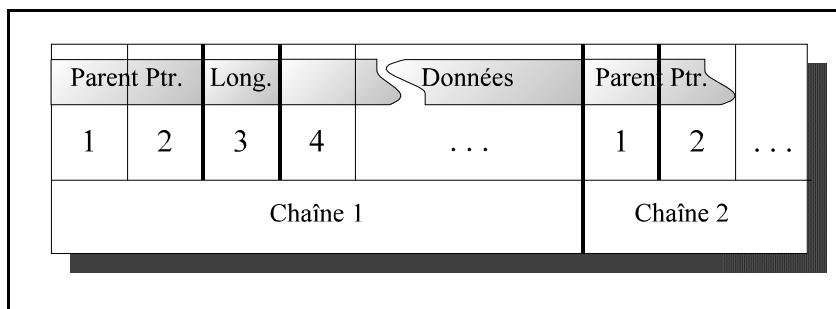 Parent Ptr. Long. Données Parent Ptr.
1 2 3 4 . . . 1 2 . . .
Chaîne 1 Chaîne 2